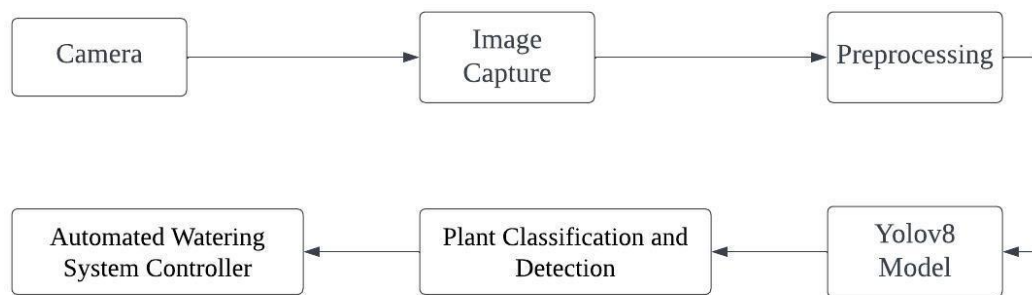 Camera
Image
Capture
Preprocessing
Yolov8
Model
Plant Classification and
Detection
Automated Watering
System Controller